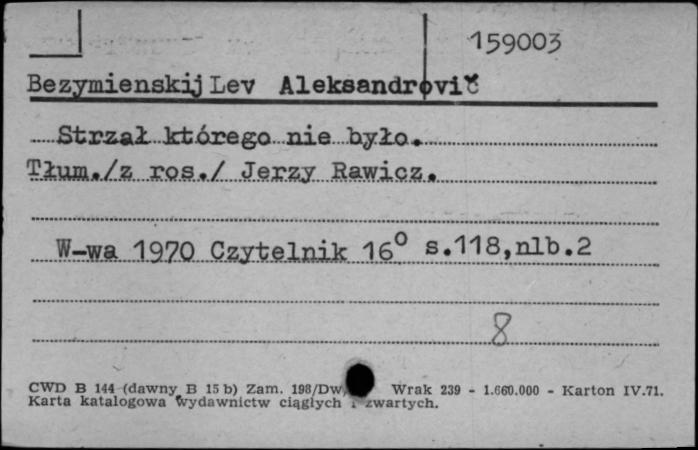 159003
Bezymienskij Lev Aleksandrovič
Strzał którego nie było.
Tłum./z ros./ Jerzy Rawicz.
W-wa 1970 Czytelnik 16° s.118,nlb.2
8
CWD B 144 (dawny B 15 b) Zam. 198/Dw. Wrak 239 - 1.660.000 - Karton IV.71.
Karta katalogowa wydawnictw ciągłych i zwartych.